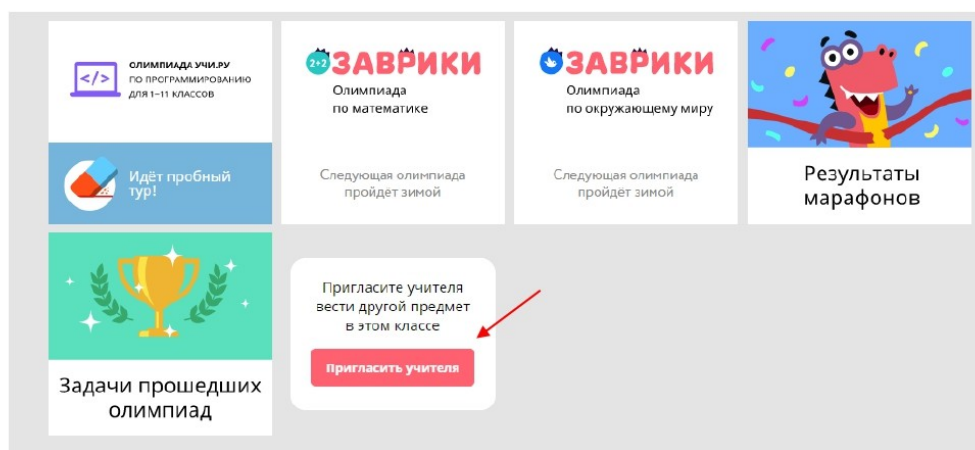 </>
ОЛИМПИАДА УЧИ.РУ
ПО ПРОГРАММИРОВАНИЮ
ДЛЯ 1–11 КЛАССОВ
Идёт пробный
тур!
2+2
ЗАВРИКИ
Олимпиада
по математике
Следующая олимпиада
пройдёт зимой
ЗАВРИКИ
Олимпиада
по окружающему миру
Следующая олимпиада
пройдёт зимой
Результаты
марафонов
Задачи прошедших
олимпиад
Пригласите учителя
вести другой предмет
в этом классе
Пригласить учителя